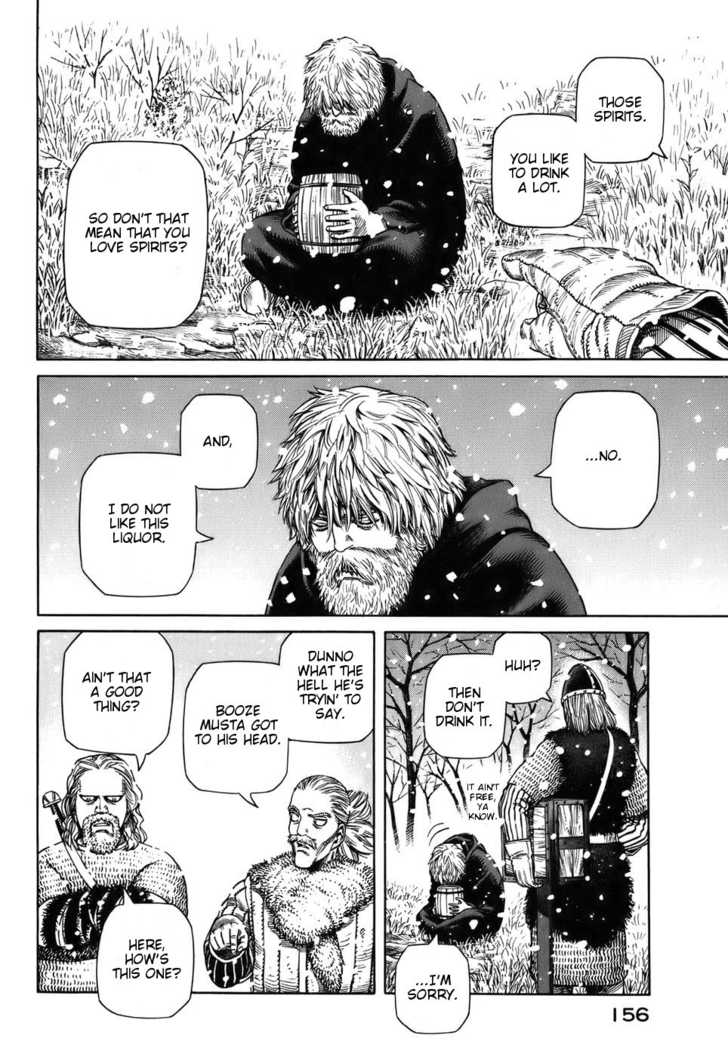 THOSE
SPIRITS.
YOU LIKE
TO DRINK
A LOT.
SO DON'T THAT
MEAN THAT YOU
LOVE SPIRITS?
...NO.
AND,
I DO NOT
LIKE THIS
LIQUOR.
HUH?
THEN
DON'T
DRINK IT.
IT AIN'T
FREE,
YA
KNOW.
...I'M
SORRY.
DUNNO
WHAT THE
HELL HE'S
TRYIN' TO
SAY.
BOOZE
MUSTA GOT
TO HIS HEAD.
AIN'T THAT
A GOOD
THING?
HERE,
HOW'S
THIS ONE?
156